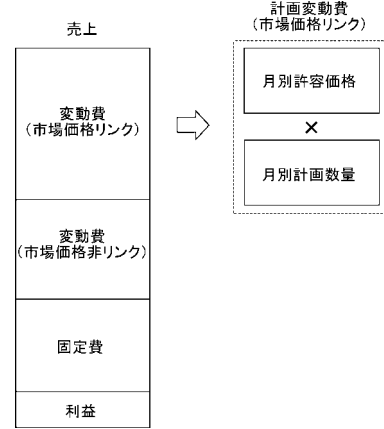 売上
変動費
(市場価格リンク)
変動費
(市場価格非リンク)
固定費
利益
計画変動費
(市場価格リンク)
月別許容価格
×
月別計画数量